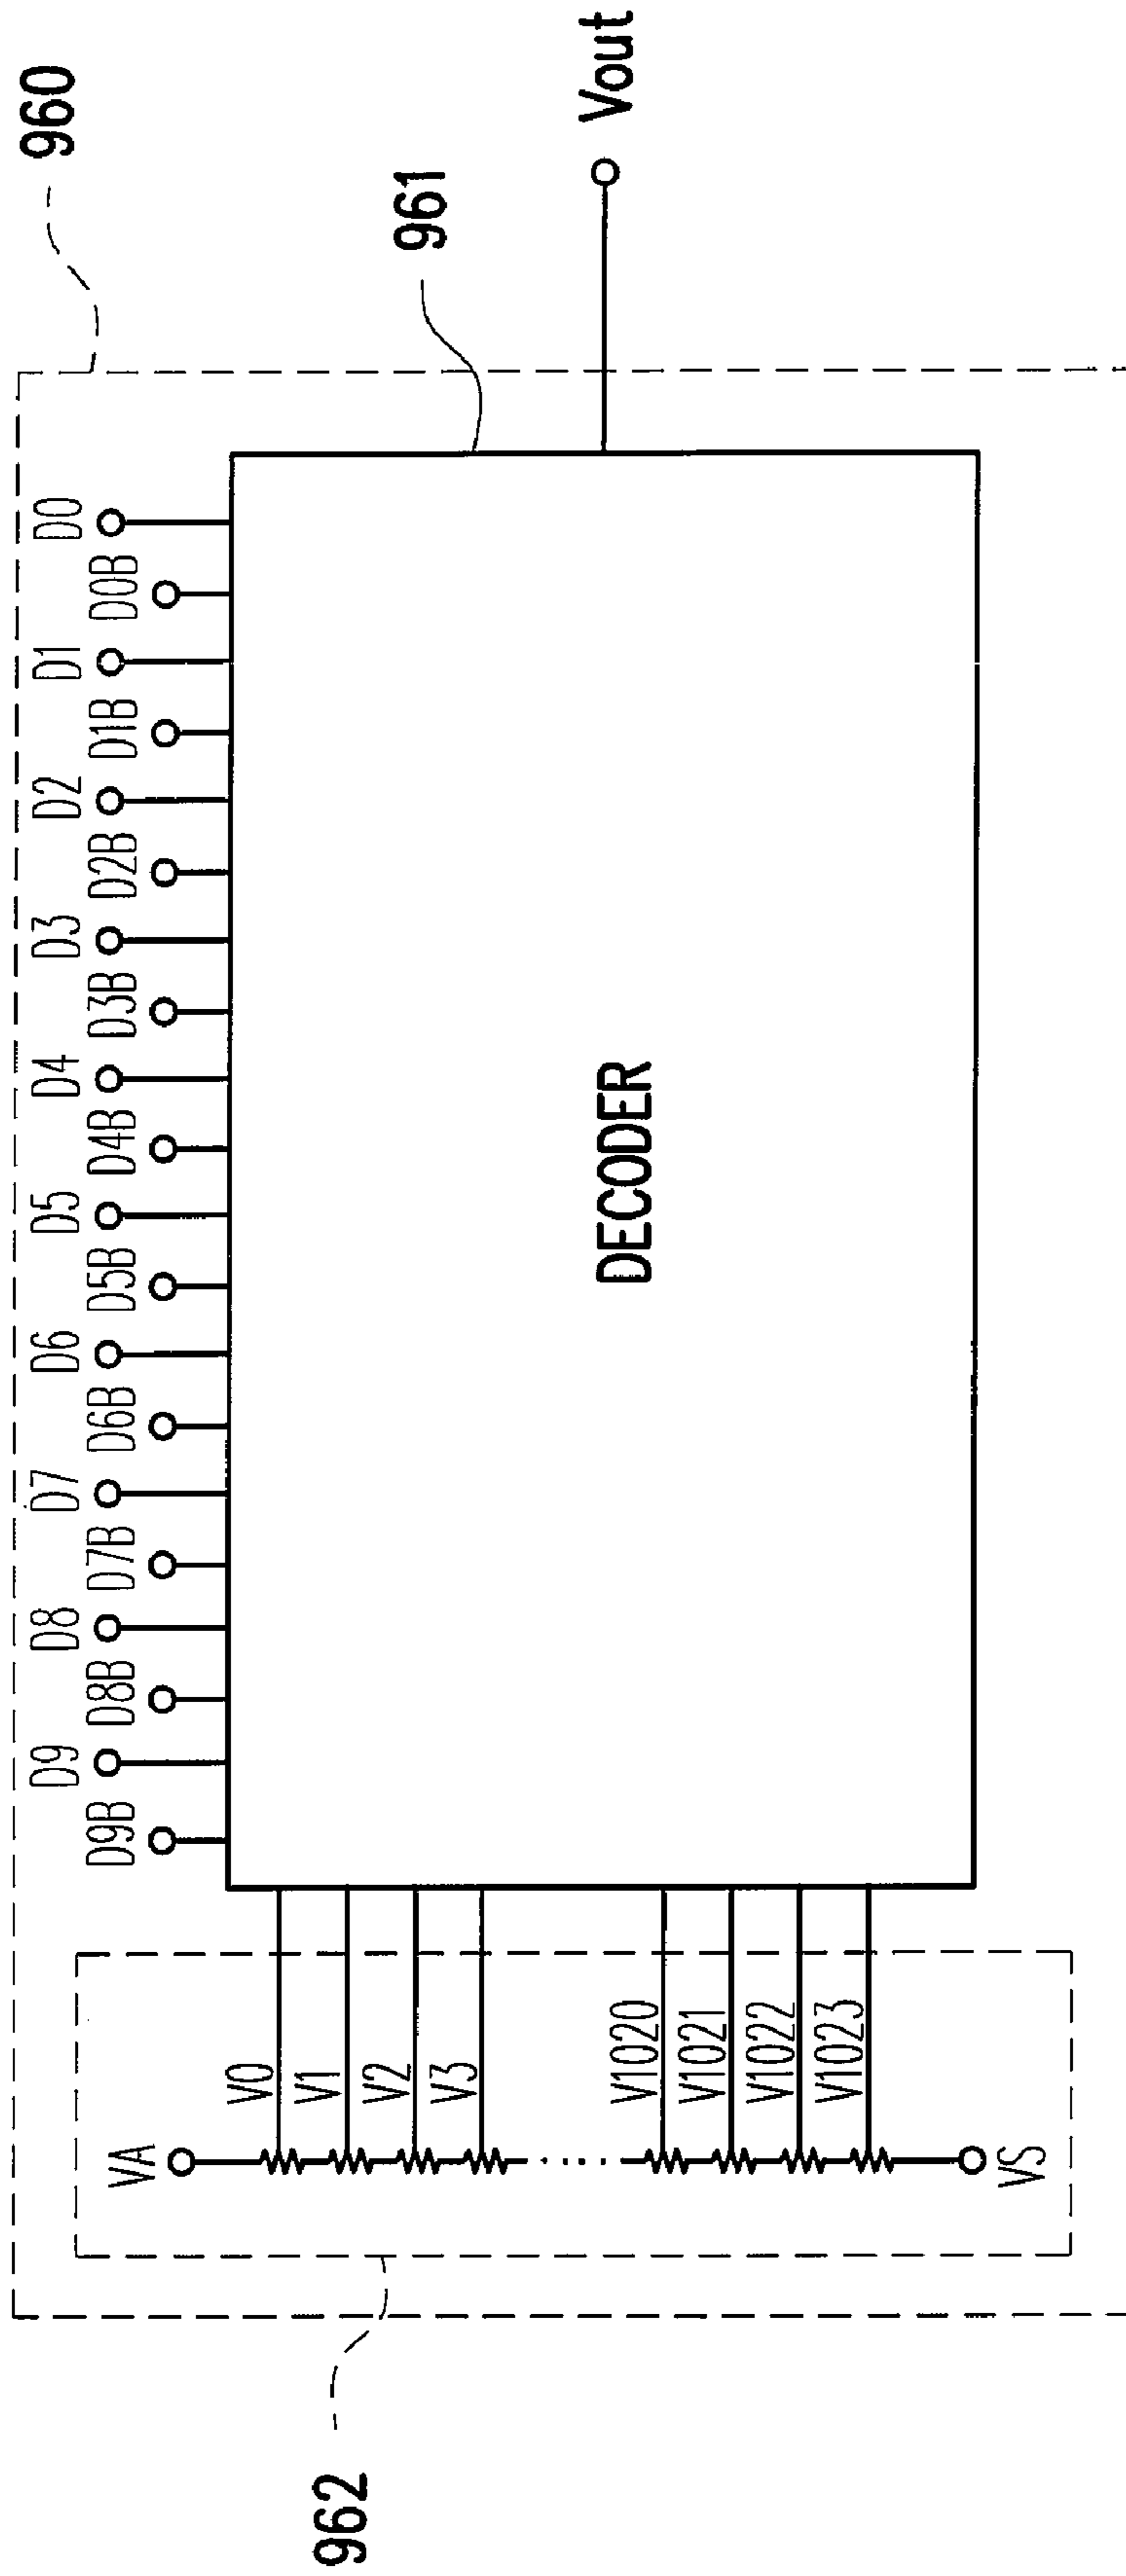 960
D9B
D9
D8B
D8
D7B
D7
D6B
D6
D5B
D5
D4B
D4
D3B
D3
D2B
D2
D1B
D1
D0B
D0
961
VA
V0
V1
V2
V3
V1020
V1021
V1022
V1023
VS
DECODER
Vout
962